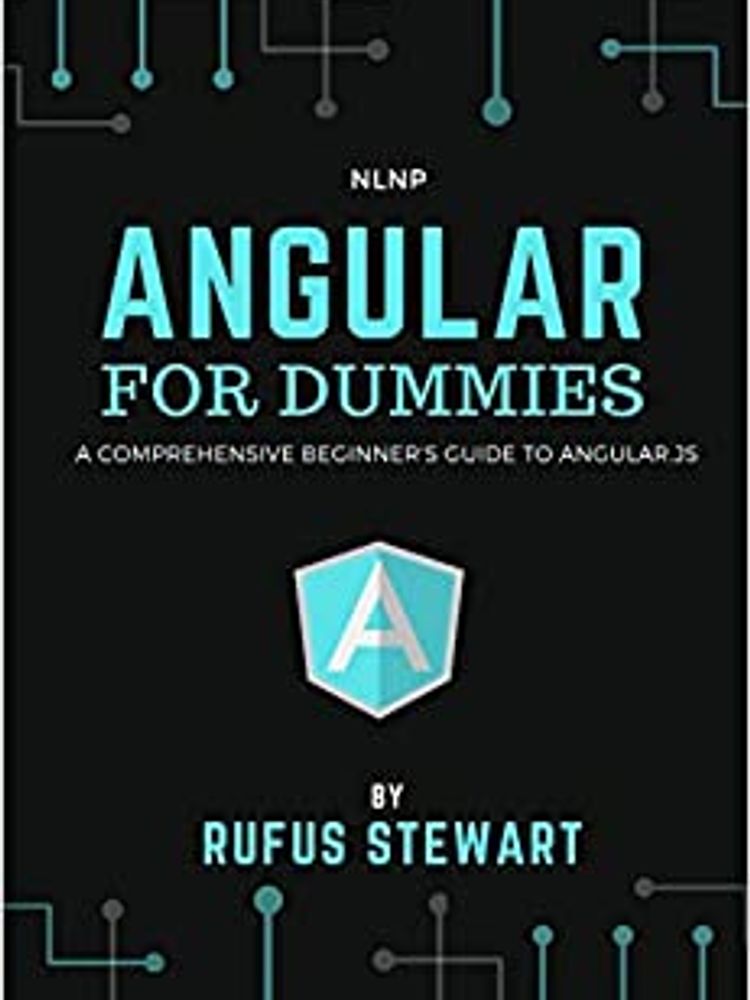 NLNP
ANGULAR
FOR DUMMIES
A COMPREHENSIVE BEGINNER'S GUIDE TO ANGULAR.JS
A
BY
RUFUS STEWART